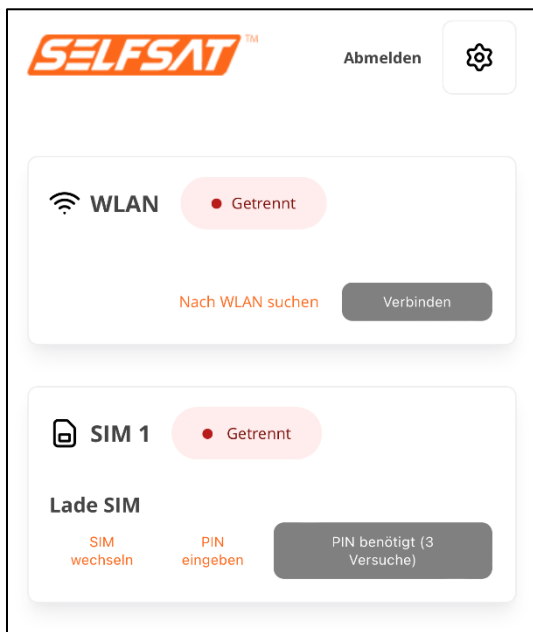 SELFSAT™
Abmelden
WLAN
Getrennt
Nach WLAN suchen
Verbinden
SIM 1
Getrennt
Lade SIM
SIM
wechseln
PIN
eingeben
PIN benötigt (3
Versuche)